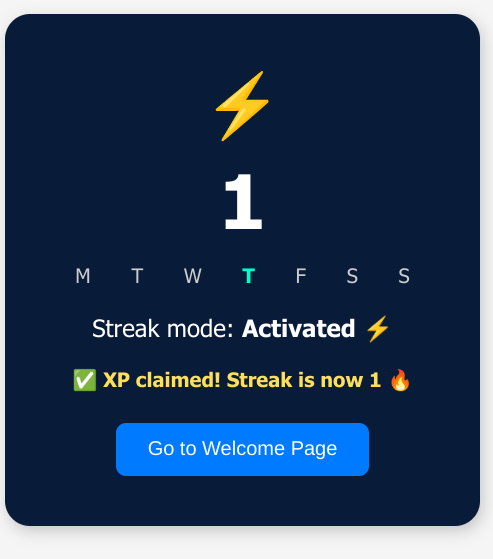 ⚡
1
M T W T F S S
Streak mode: Activated ⚡
✅ XP claimed! Streak is now 1 🔥
Go to Welcome Page